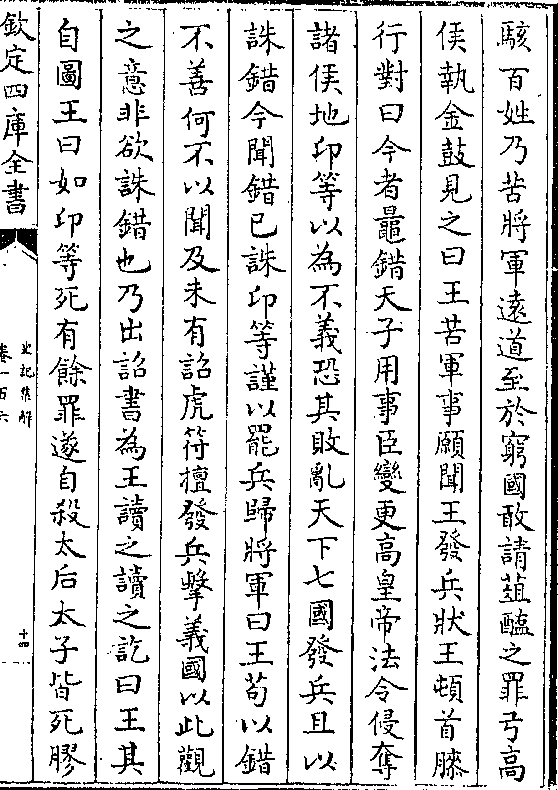 駭百姓乃苦將軍遠道至於窮國敢請葅醢之罪弓高
侯執金鼓見之曰王苦軍事願聞王發兵狀王頓首膝
行對曰今者鼂錯天子用事臣變更高皇帝法令侵奪
諸侯地卬等以為不義恐其敗亂天下七國發兵且以
誅錯今聞錯已誅卬等謹以罷兵歸將軍曰王茍以錯
不善何不以聞及未有詔虎符擅發兵擊義國以此觀
之意非欲誅錯也乃出詔書為王讀之讀之訖曰王其
自圖王曰如卬等死有餘罪遂自殺太后太子皆死膠
欽定四庫全書
史記集解
卷一百六
十四